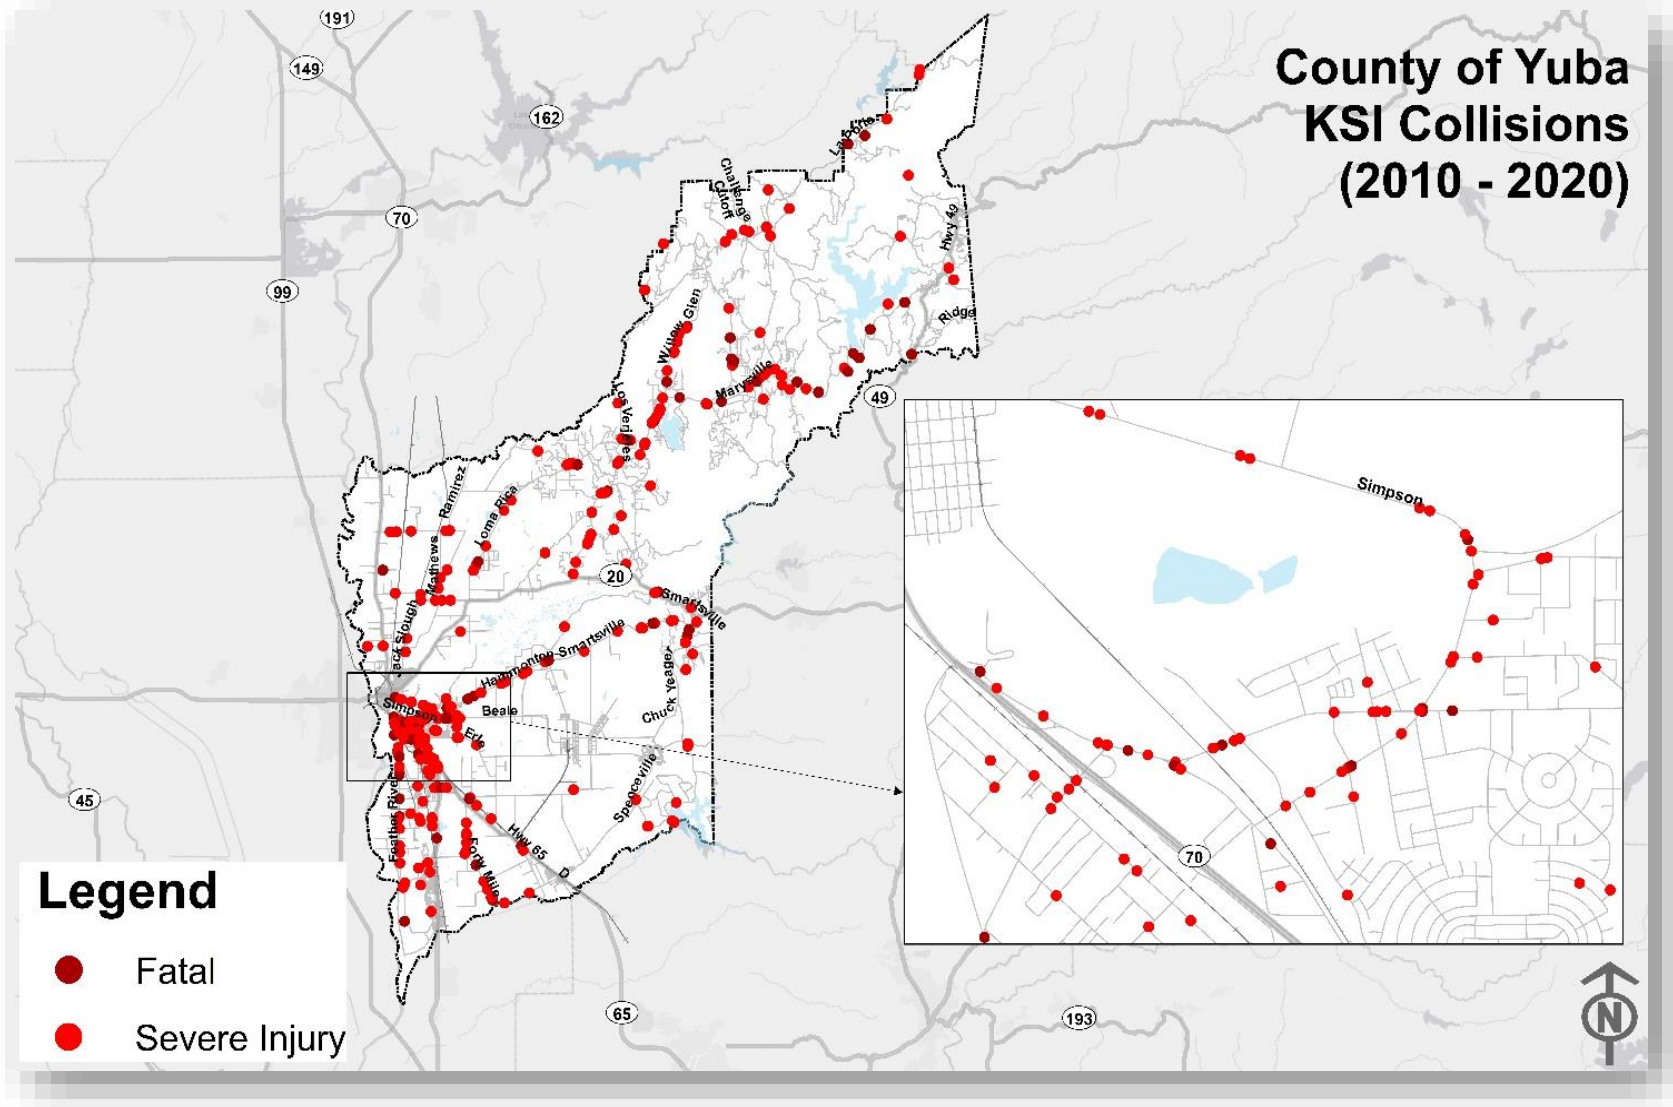 County of Yuba
KSI Collisions
(2010 - 2020)
191
149
162
70
99
La Porte
Challenge
Cutoff
Hwy 49
Ridge
Willow Glen
Marysville
49
Los Verjeles
Ramirez
Loma Rica
Mathews
20
Smartsville
Jack Slough
Hammonton Smartsville
Chuck Yeager
Simpson
Beale
Erle
Spenceville
Feather River
Hwy 65
Forty Mile
D
45
65
193
Simpson
70
Legend
Fatal
Severe Injury
N